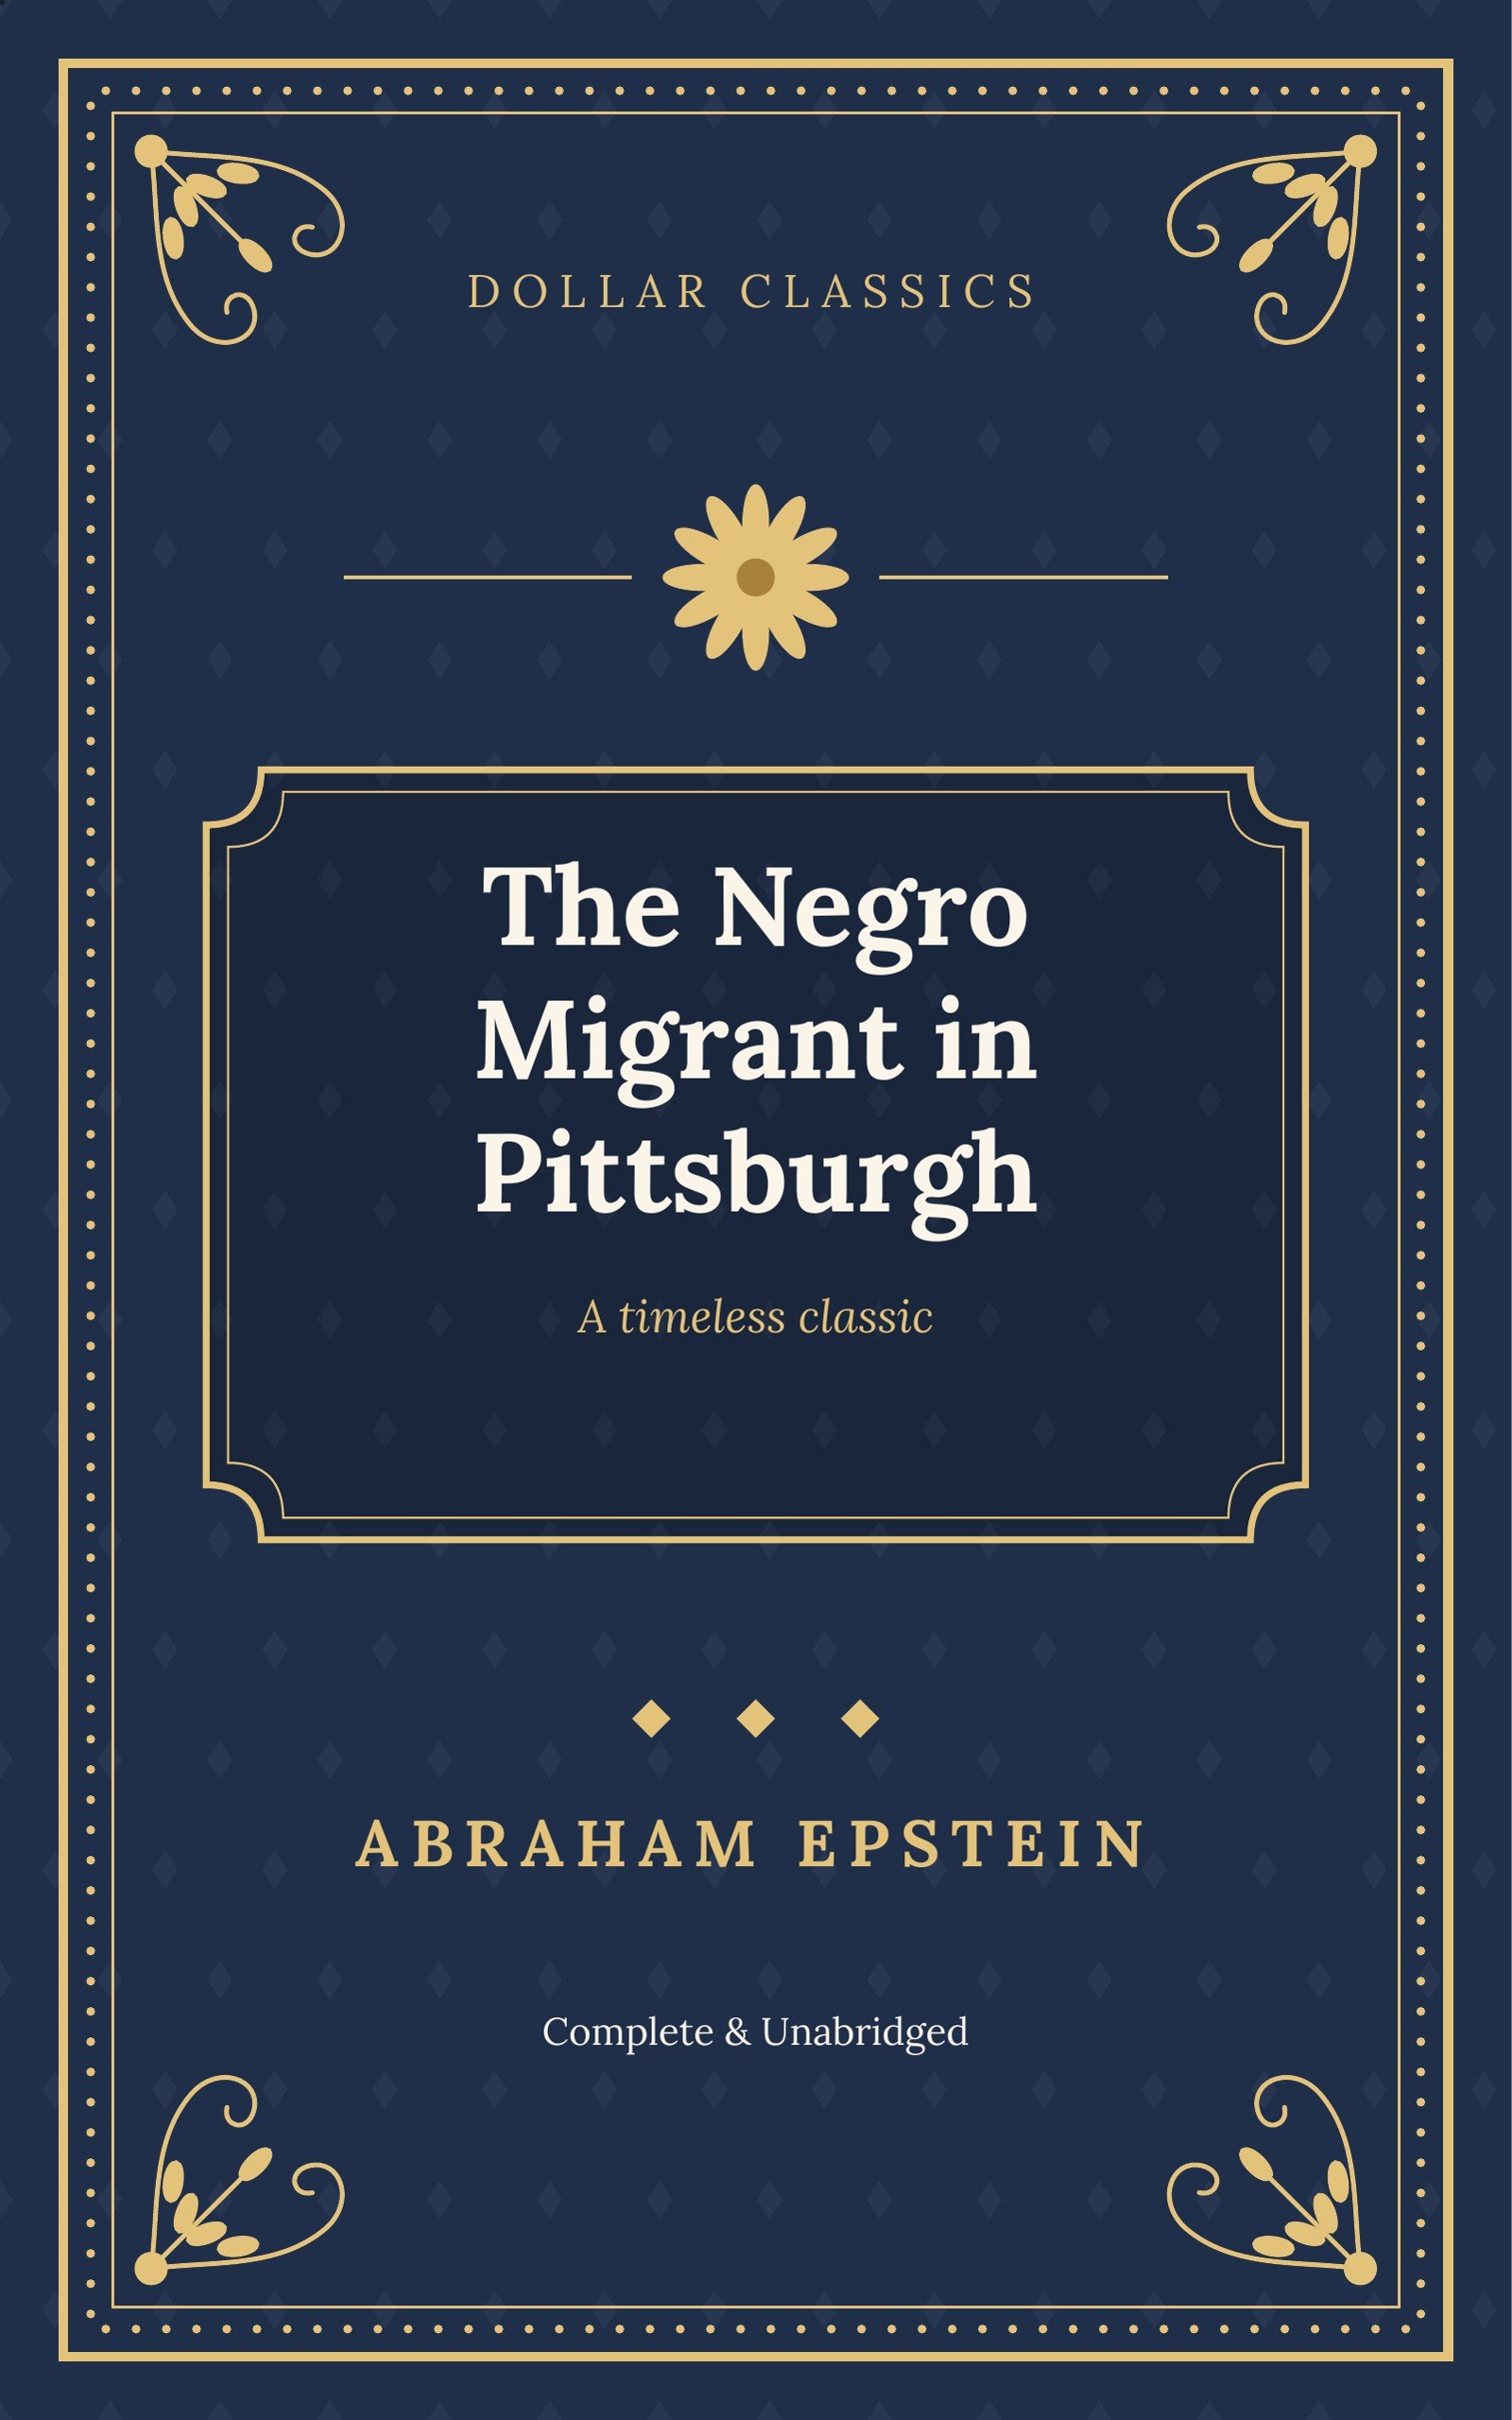 DOLLAR CLASSICS
The Negro
Migrant in
Pittsburgh
A timeless classic
ABRAHAM EPSTEIN
Complete & Unabridged